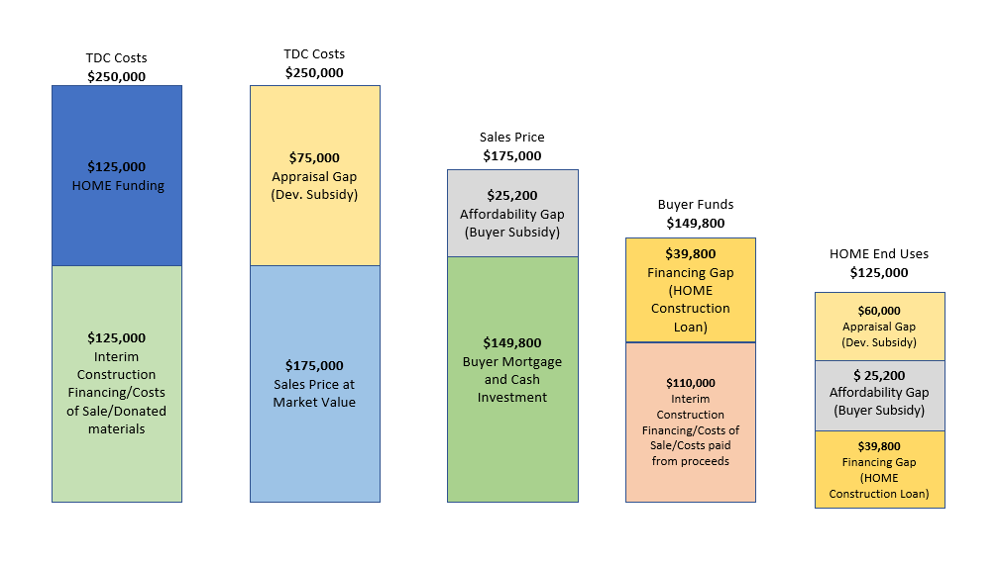 TDC Costs
$250,000
$125,000
HOME Funding
$125,000
Interim
Construction
Financing/Costs
of Sale/Donated
materials
TDC Costs
$250,000
$75,000
Appraisal Gap
(Dev. Subsidy)
$175,000
Sales Price at
Market Value
Sales Price
$175,000
$25,200
Affordability Gap
(Buyer Subsidy)
$149,800
Buyer Mortgage
and Cash
Investment
Buyer Funds
$149,800
$39,800
Financing Gap
(HOME
Construction
Loan)
$110,000
Interim
Construction
Financing/Costs of
Sale/Costs paid
from proceeds
HOME End Uses
$125,000
$60,000
Appraisal Gap
(Dev. Subsidy)
$ 25,200
Affordability Gap
(Buyer Subsidy)
$39,800
Financing Gap
(HOME
Construction Loan)